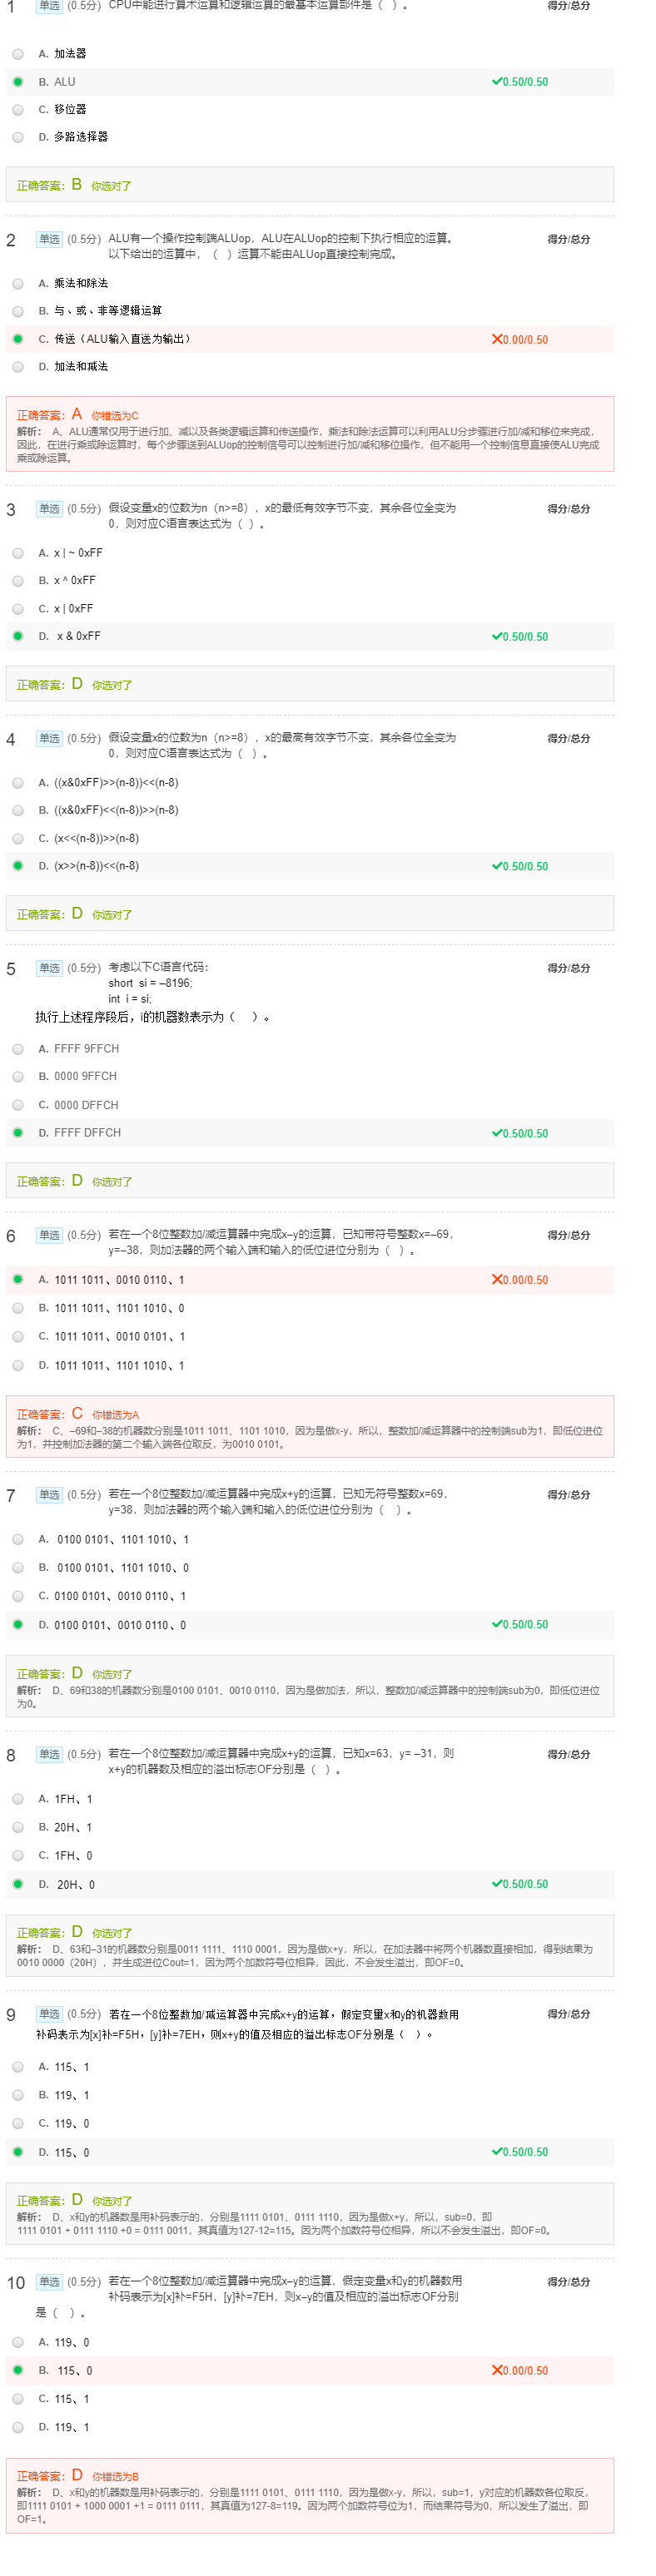 1 单选 (0.5分) CPU中能进行算术运算和逻辑运算的最基本运算部件是（ ）。 得分/总分
A. 加法器
B. ALU 0.50/0.50
C. 移位器
D. 多路选择器
正确答案：B 你选对了
2 单选 (0.5分) ALU有一个操作控制端ALUop，ALU在ALUop的控制下执行相应的运算。 得分/总分
以下给出的运算中，（ ）运算不能由ALUop直接控制完成。
A. 乘法和除法
B. 与、或、非等逻辑运算
C. 传送（ALU输入直送为输出） 0.00/0.50
D. 加法和减法
正确答案：A 你错选为C
解析： A、ALU通常仅用于进行加、减以及各类逻辑运算和传送操作，乘法和除法运算可以利用ALU分步骤进行加/减和移位来完成，
因此，在进行乘或除运算时，每个步骤送到ALUop的控制信号可以控制进行加/减和移位操作，但不能用一个控制信息直接使ALU完成
乘或除运算。
3 单选 (0.5分) 假设变量x的位数为n（n>=8），x的最低有效字节不变，其余各位全变为 得分/总分
0，则对应C语言表达式为（ ）。
A. x | ~ 0xFF
B. x ^ 0xFF
C. x | 0xFF
D. x & 0xFF 0.50/0.50
正确答案：D 你选对了
4 单选 (0.5分) 假设变量x的位数为n（n>=8），x的最高有效字节不变，其余各位全变为 得分/总分
0，则对应C语言表达式为（ ）。
A. ((x&0xFF)>>(n-8))<<(n-8)
B. ((x&0xFF)<<(n-8))>>(n-8)
C. (x<<(n-8))>>(n-8)
D. (x>>(n-8))<<(n-8) 0.50/0.50
正确答案：D 你选对了
5 单选 (0.5分) 考虑以下C语言代码： 得分/总分
short si = –8196;
int i = si;
执行上述程序段后，i的机器数表示为（ ）。
A. FFFF 9FFCH
B. 0000 9FFCH
C. 0000 DFFCH
D. FFFF DFFCH 0.50/0.50
正确答案：D 你选对了
6 单选 (0.5分) 若在一个8位整数加/减运算器中完成x–y的运算，已知带符号整数x=–69， 得分/总分
y=–38，则加法器的两个输入端和输入的低位进位分别为（ ）。
A. 1011 1011、0010 0110、1 0.00/0.50
B. 1011 1011、1101 1010、0
C. 1011 1011、0010 0101、1
D. 1011 1011、1101 1010、1
正确答案：C 你错选为A
解析： C、–69和–38的机器数分别是1011 1011、1101 1010，因为是做x-y，所以，整数加/减运算器中的控制端sub为1，即低位进位
为1，并控制加法器的第二个输入端各位取反，为0010 0101。
7 单选 (0.5分) 若在一个8位整数加/减运算器中完成x+y的运算，已知无符号整数x=69， 得分/总分
y=38，则加法器的两个输入端和输入的低位进位分别为（ ）。
A. 0100 0101、1101 1010、1
B. 0100 0101、1101 1010、0
C. 0100 0101、0010 0110、1
D. 0100 0101、0010 0110、0 0.50/0.50
正确答案：D 你选对了
解析： D、69和38的机器数分别是0100 0101、0010 0110，因为是做加法，所以，整数加/减运算器中的控制端sub为0，即低位进位
为0。
8 单选 (0.5分) 若在一个8位整数加/减运算器中完成x+y的运算，已知x=63，y= –31，则 得分/总分
x+y的机器数及相应的溢出标志OF分别是（ ）。
A. 1FH、1
B. 20H、1
C. 1FH、0
D. 20H、0 0.50/0.50
正确答案：D 你选对了
解析： D、63和–31的机器数分别是0011 1111、1110 0001，因为是做x+y，所以，在加法器中将两个机器数直接相加，得到结果为
0010 0000（20H），并生成进位Cout=1，因为两个加数符号位相异，因此，不会发生溢出，即OF=0。
9 单选 (0.5分) 若在一个8位整数加/减运算器中完成x+y的运算，假定变量x和y的机器数用 得分/总分
补码表示为[x]补=F5H，[y]补=7EH，则x+y的值及相应的溢出标志OF分别是（ ）。
A. 115、1
B. 119、1
C. 119、0
D. 115、0 0.50/0.50
正确答案：D 你选对了
解析： D、x和y的机器数是用补码表示的，分别是1111 0101、0111 1110，因为是做x+y，所以，sub=0，即
1111 0101 + 0111 1110 +0 = 0111 0011，其真值为127-12=115。因为两个加数符号位相异，所以不会发生溢出，即OF=0。
10 单选 (0.5分) 若在一个8位整数加/减运算器中完成x–y的运算，假定变量x和y的机器数用 得分/总分
补码表示为[x]补=F5H，[y]补=7EH，则x–y的值及相应的溢出标志OF分别
是（ ）。
A. 119、0
B. 115、0 0.00/0.50
C. 115、1
D. 119、1
正确答案：D 你错选为B
解析： D、x和y的机器数是用补码表示的，分别是1111 0101、0111 1110，因为是做x-y，所以，sub=1，y对应的机器数各位取反，
即1111 0101 + 1000 0001 +1 = 0111 0111，其真值为127-8=119。因为两个加数符号位为1，而结果符号为0，所以发生了溢出，即
OF=1。